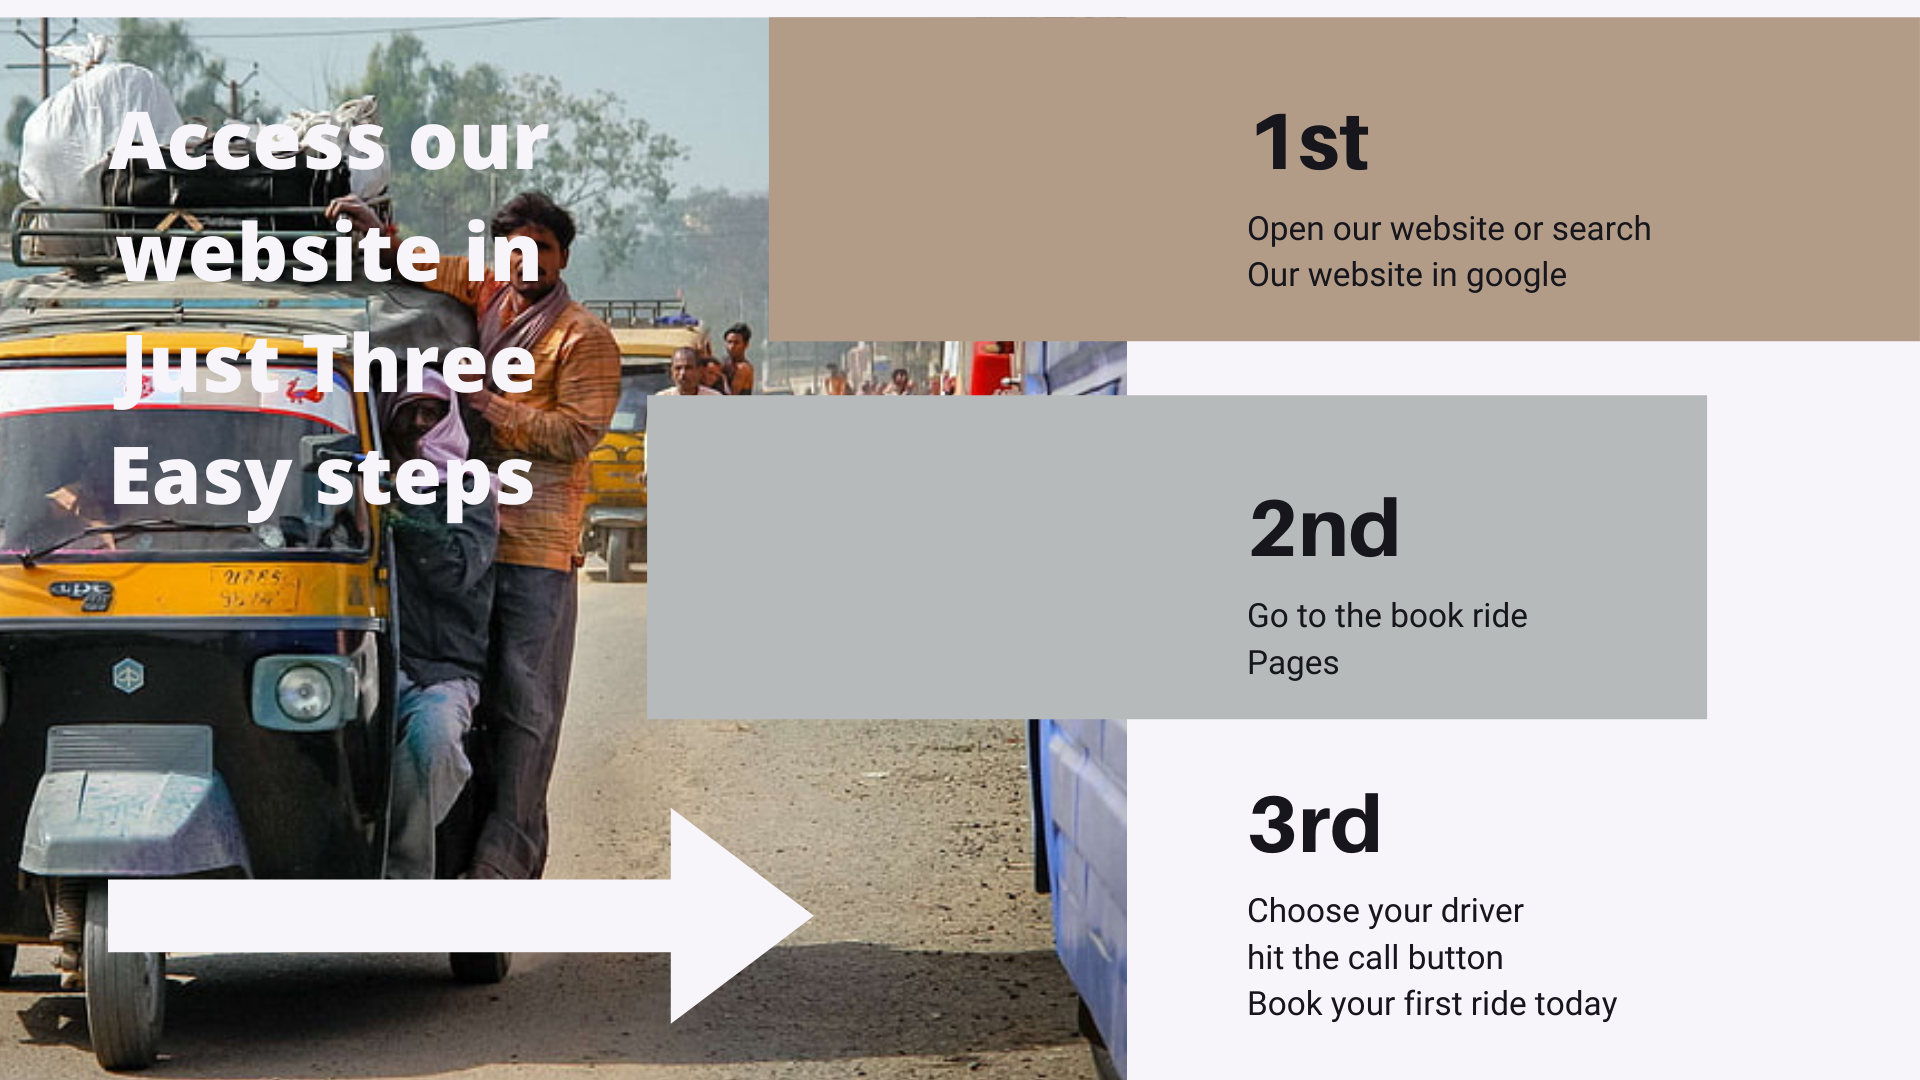 Access our
website in
Just Three
Easy steps
1st
Open our website or search
Our website in google
2nd
Go to the book ride
Pages
3rd
Choose your driver
hit the call button
Book your first ride today
ape